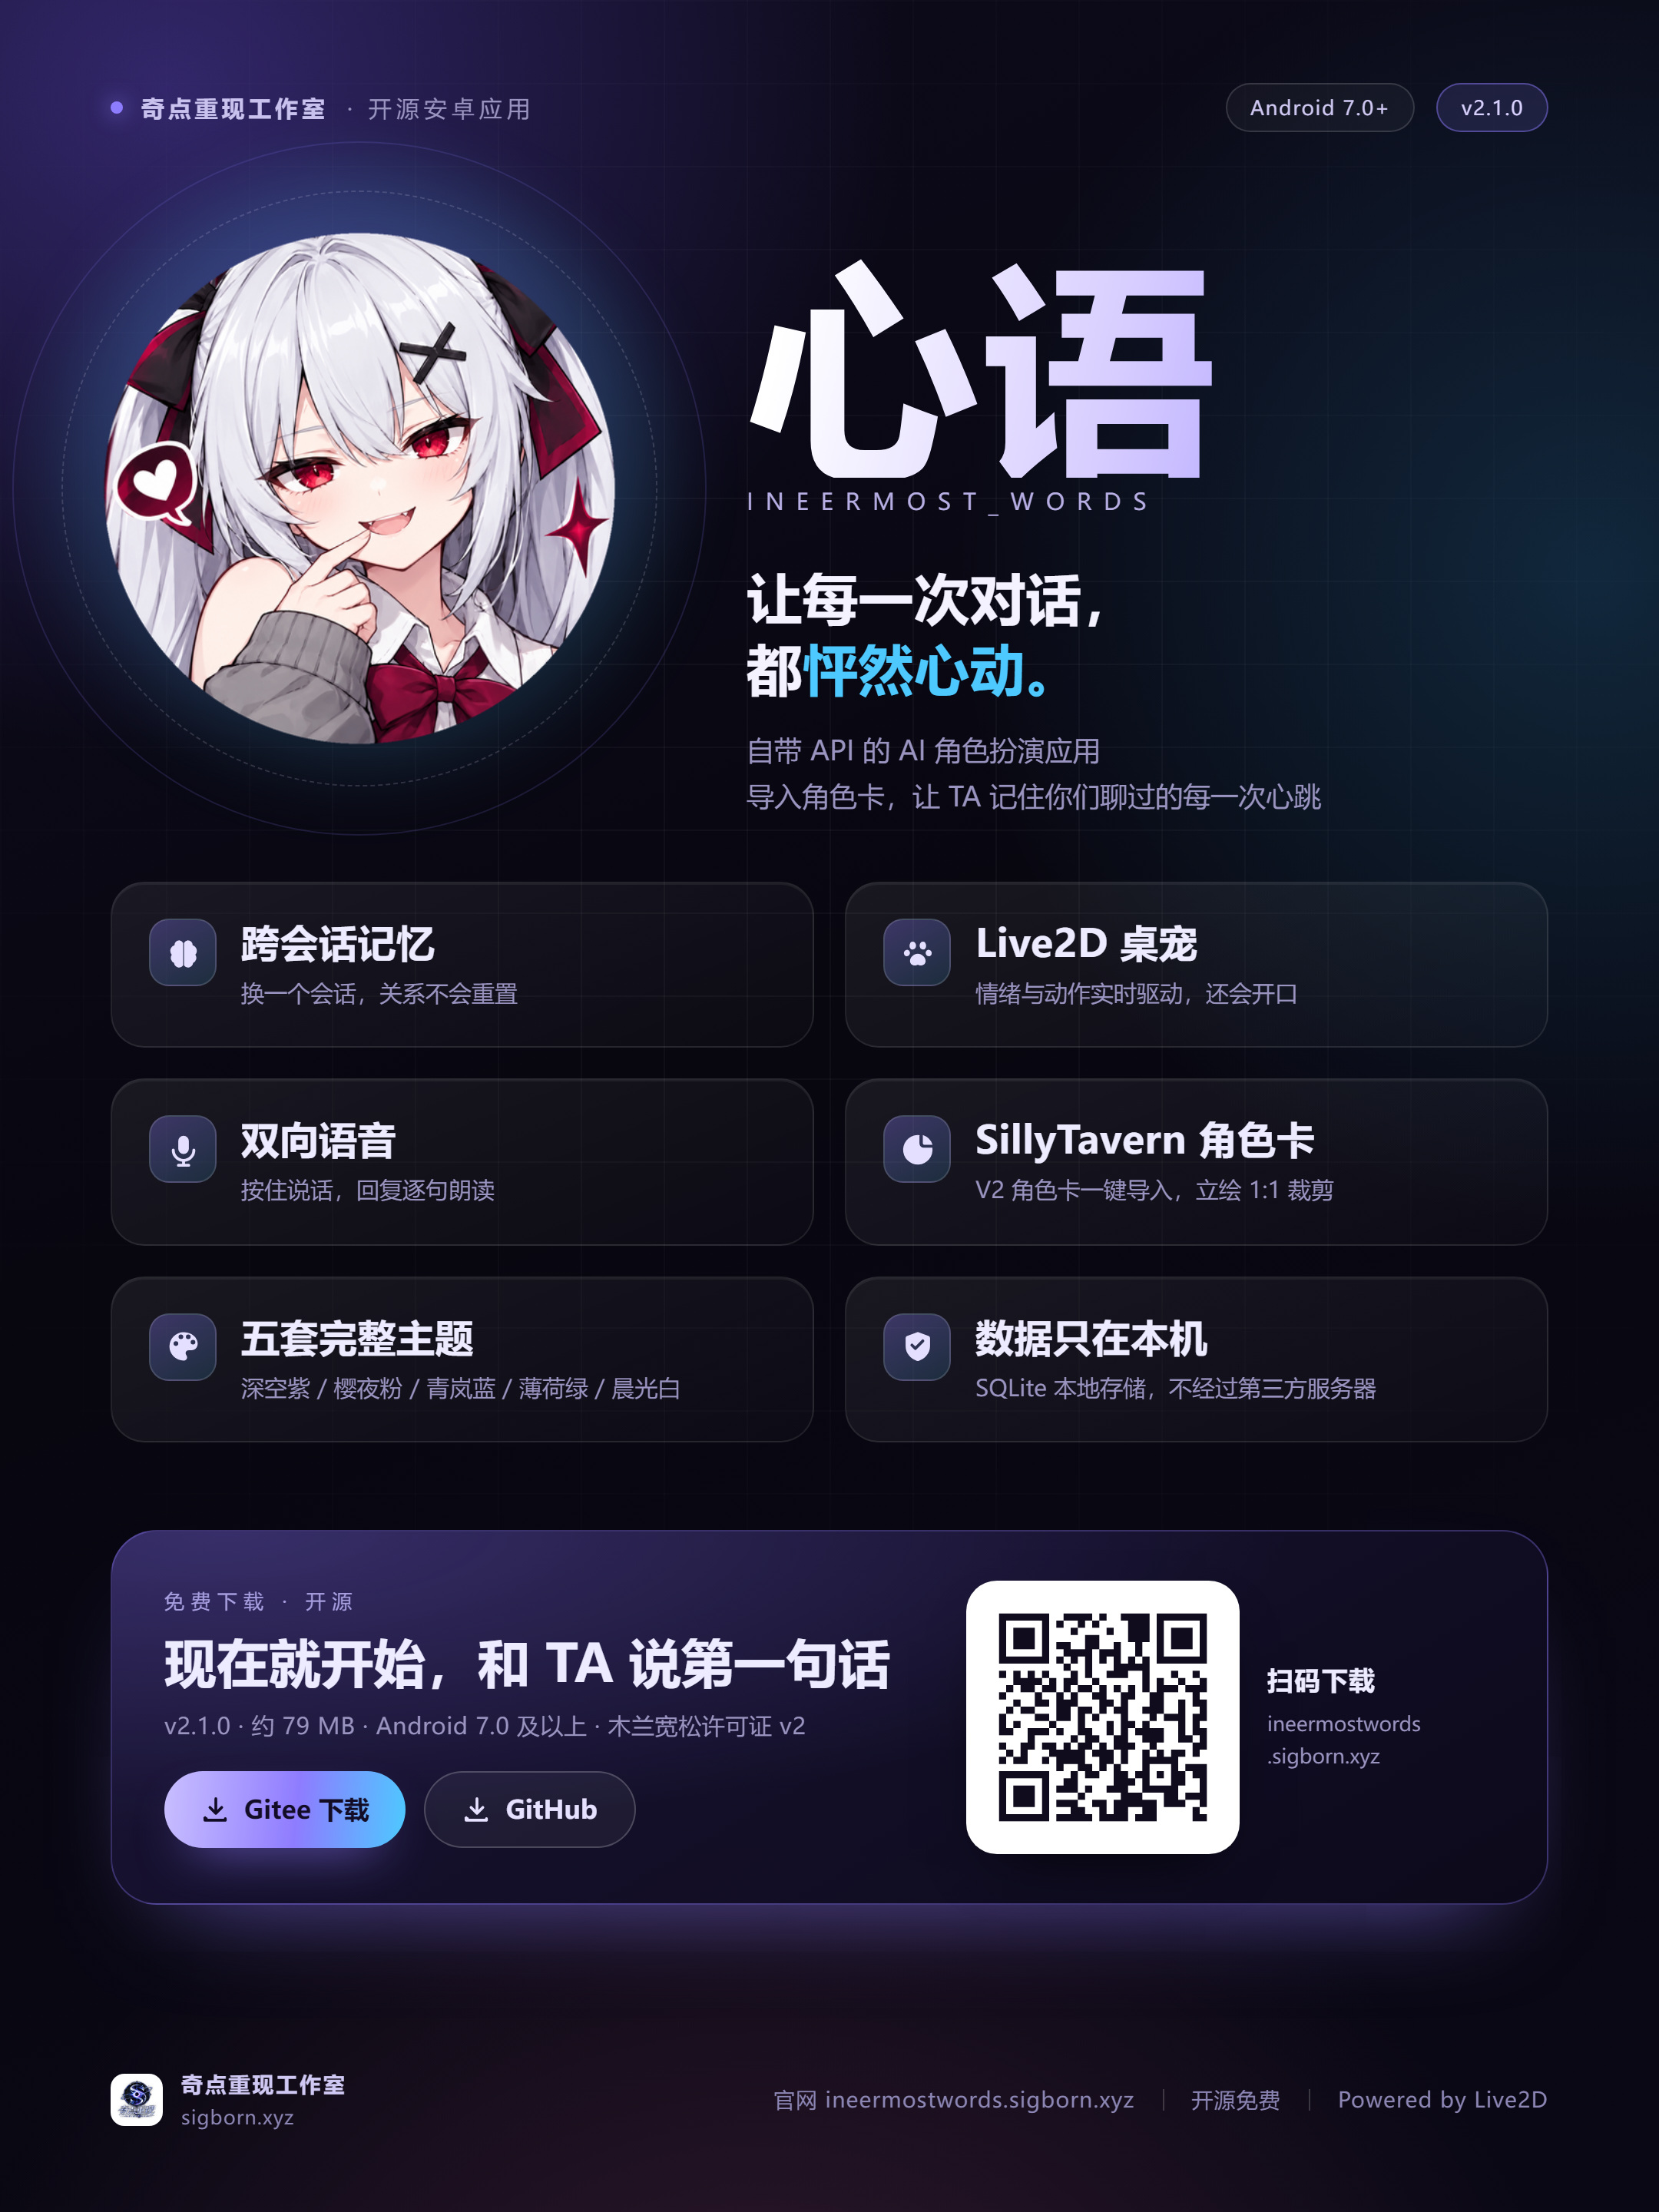 奇点重现工作室 · 开源安卓应用
Android 7.0+
v2.1.0
心语
INEERMOST_WORDS
让每一次对话，
都怦然心动。
自带 API 的 AI 角色扮演应用
导入角色卡，让 TA 记住你们聊过的每一次心跳
跨会话记忆
换一个会话，关系不会重置
Live2D 桌宠
情绪与动作实时驱动，还会开口
双向语音
按住说话，回复逐句朗读
SillyTavern 角色卡
V2 角色卡一键导入，立绘 1:1 裁剪
五套完整主题
深空紫 / 樱夜粉 / 青岚蓝 / 薄荷绿 / 晨光白
数据只在本机
SQLite 本地存储，不经过第三方服务器
免费下载 · 开源
现在就开始，和 TA 说第一句话
v2.1.0 · 约 79 MB · Android 7.0 及以上 · 木兰宽松许可证 v2
Gitee 下载
GitHub
扫码下载
ineermostwords
.sigborn.xyz
奇点重现工作室
sigborn.xyz
官网 ineermostwords.sigborn.xyz
开源免费
Powered by Live2D